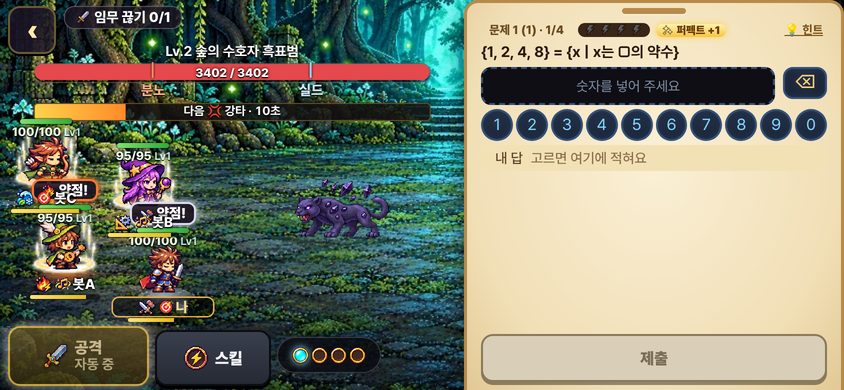 임무 끊기 0/1
Lv.2 숲의 수호자 흑표범
3402 / 3402
분노 실드
다음 💢 강타 · 10초
100/100 Lv1
약점!
봇C
95/95 Lv1
약점!
봇B
95/95 Lv1
봇A
100/100 Lv1
나
공격
자동 중
스킬
문제 1 (1) · 1/4
퍼펙트 +1
힌트
{1, 2, 4, 8} = {x | x는 □의 약수}
숫자를 넣어 주세요
1 2 3 4 5 6 7 8 9 0
내 답 고르면 여기에 적혀요
제출